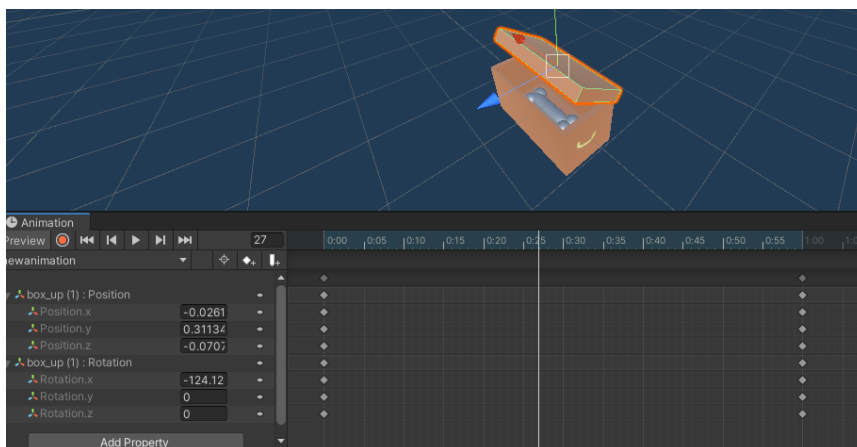 Animation
Preview 27 0:00 0:05 0:10 0:15 0:20 0:25 0:30 0:35 0:40 0:45 0:50 0:55 1:00
newanimation
box_up (1) : Position
Position.x -0.0261
Position.y 0.31134
Position.z -0.0707
box_up (1) : Rotation
Rotation.x -124.12
Rotation.y 0
Rotation.z 0
Add Property